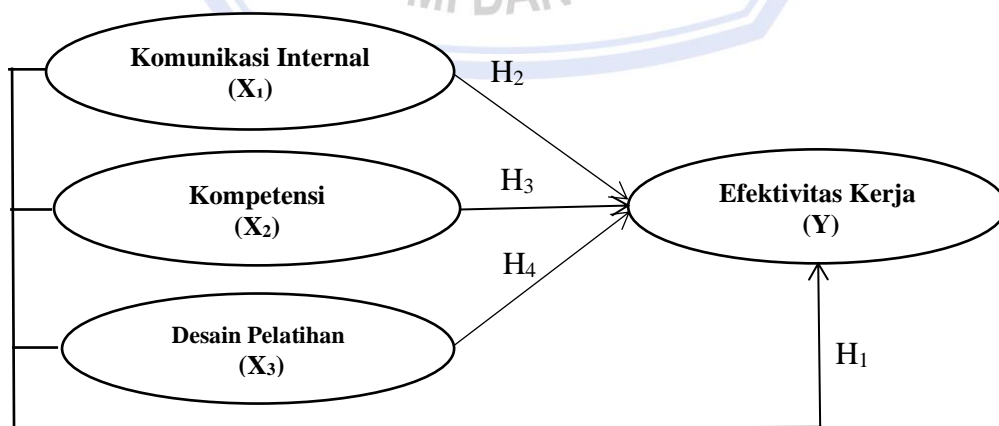 Komunikasi Internal
(X₁)
H₂
Kompetensi
(X₂)
H₃
Efektivitas Kerja
(Y)
H₄
Desain Pelatihan
(X₃)
H₁